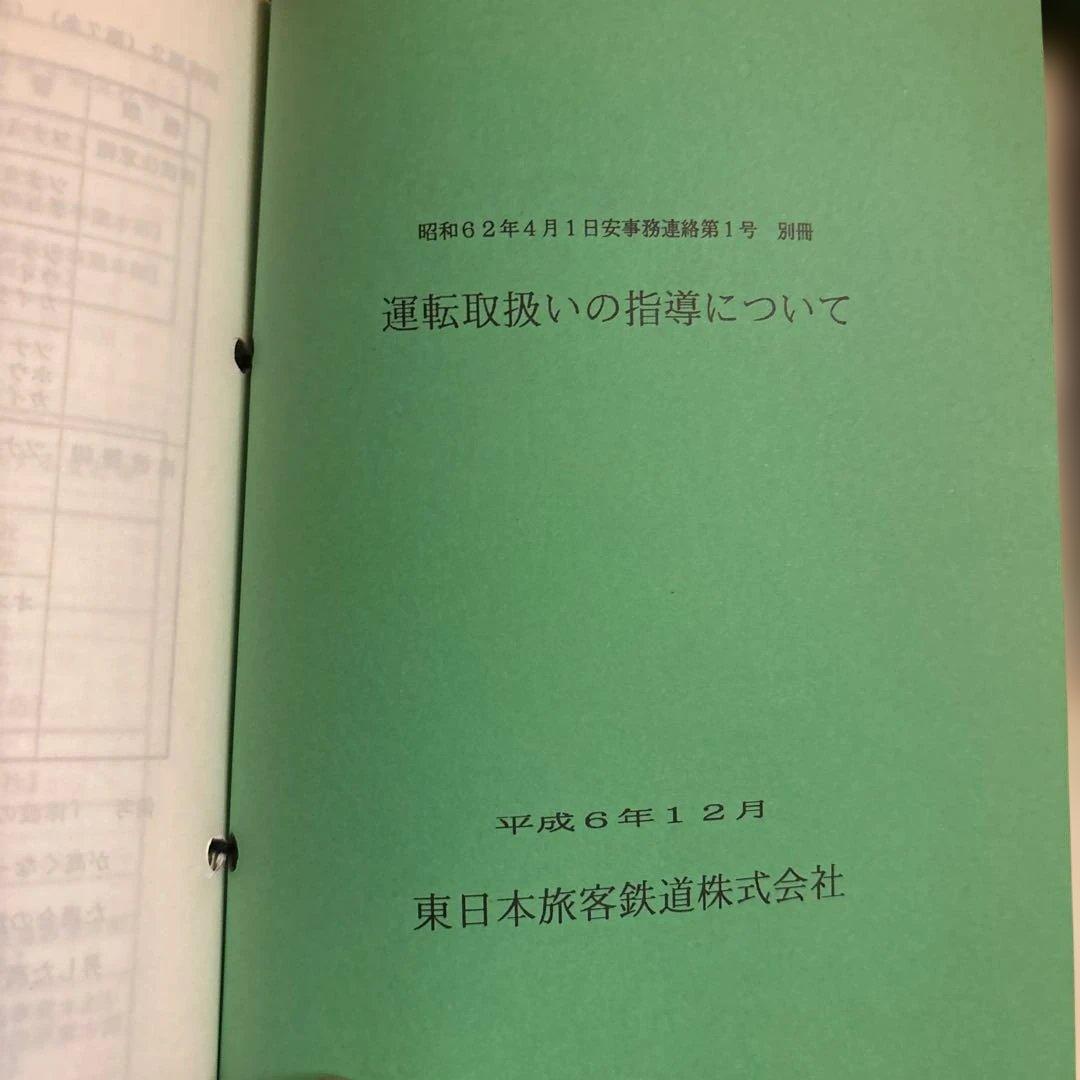 昭和６２年４月１日安事務連絡第１号　別冊
運転取扱いの指導について
平成６年１２月
東日本旅客鉄道株式会社